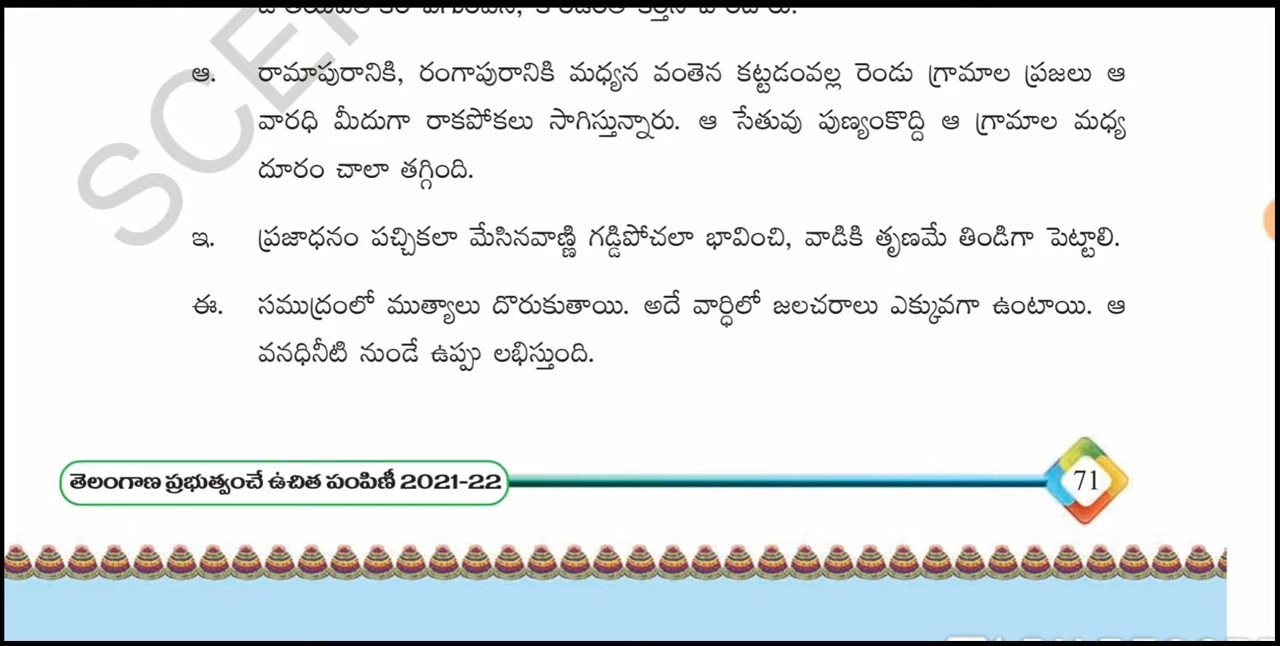 ఆ. రామాపురానికి, రంగాపురానికి మధ్యన వంతెన కట్టడంవల్ల రెండు గ్రామాల ప్రజలు ఆ
వారధి మీదుగా రాకపోకలు సాగిస్తున్నారు. ఆ సేతువు పుణ్యంకొద్ది ఆ గ్రామాల మధ్య
దూరం చాలా తగ్గింది.
ఇ. ప్రజాధనం పచ్చికలా మేసినవాణ్ణి గడ్డిపోచలా భావించి, వాడికి తృణమే తిండిగా పెట్టాలి.
ఈ. సముద్రంలో ముత్యాలు దొరుకుతాయి. అదే వార్ధిలో జలచరాలు ఎక్కువగా ఉంటాయి. ఆ
వనధినీటి నుండే ఉప్పు లభిస్తుంది.
తెలంగాణ ప్రభుత్వంచే ఉచిత పంపిణీ 2021-22
71